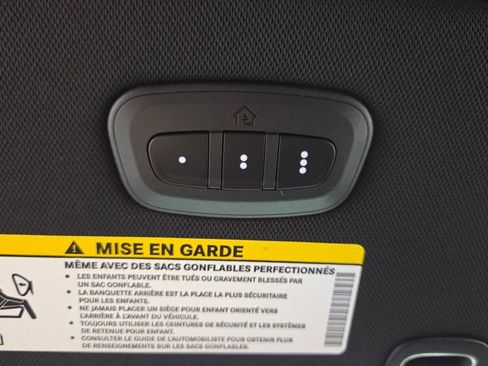 MISE EN GARDE
MÊME AVEC DES SACS GONFLABLES PERFECTIONNÉS
• LES ENFANTS PEUVENT ÊTRE TUÉS OU GRAVEMENT BLESSÉS PAR
UN SAC GONFLABLE.
• LA BANQUETTE ARRIÈRE EST LA PLACE LA PLUS SÉCURITAIRE
POUR LES ENFANTS.
• NE JAMAIS PLACER UN SIÈGE POUR ENFANT ORIENTÉ VERS
L'ARRIÈRE À L'AVANT DU VÉHICULE.
• TOUJOURS UTILISER LES CEINTURES DE SÉCURITÉ ET LES SYSTÈMES
DE RETENUE POUR ENFANT.
• CONSULTER LE GUIDE DE L'AUTOMOBILISTE POUR OBTENIR PLUS
DE RENSEIGNEMENTS SUR LES SACS GONFLABLES.